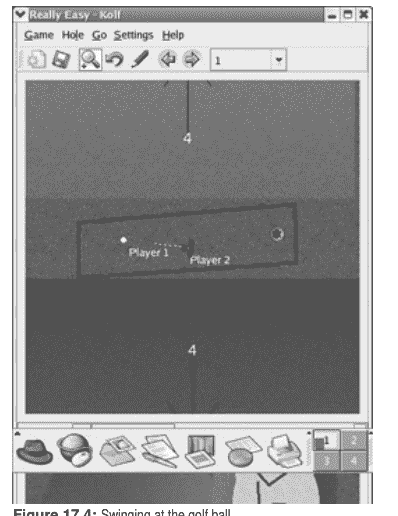 Really Easy - Kolf
Game Hole Go Settings Help
1
4
Player 1
Player 2
4
1 2
3 4
Figure 17.4: Swinging at the golf ball